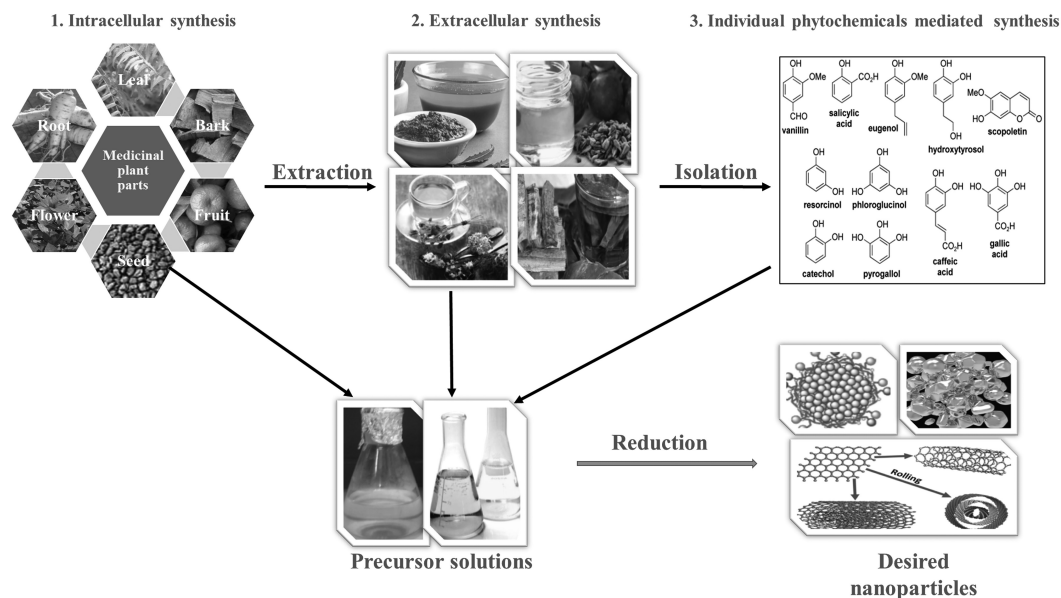 1. Intracellular synthesis
2. Extracellular synthesis
3. Individual phytochemicals mediated synthesis
Leaf
Root
Bark
Medicinal
plant
parts
Flower
Fruit
Seed
Extraction
Isolation
OH
OMe
CHO
vanillin
OH
CO₂H
salicylic
acid
OH
OMe
eugenol
OH
HO
OH
hydroxytyrosol
MeO
HO
O
O
scopoletin
OH
OH
resorcinol
OH
HO
OH
phloroglucinol
OH
OH
CO₂H
caffeic
acid
OH
HO
OH
CO₂H
gallic
acid
OH
OH
catechol
OH
HO
OH
pyrogallol
Reduction
Rolling
Precursor solutions
Desired
nanoparticles